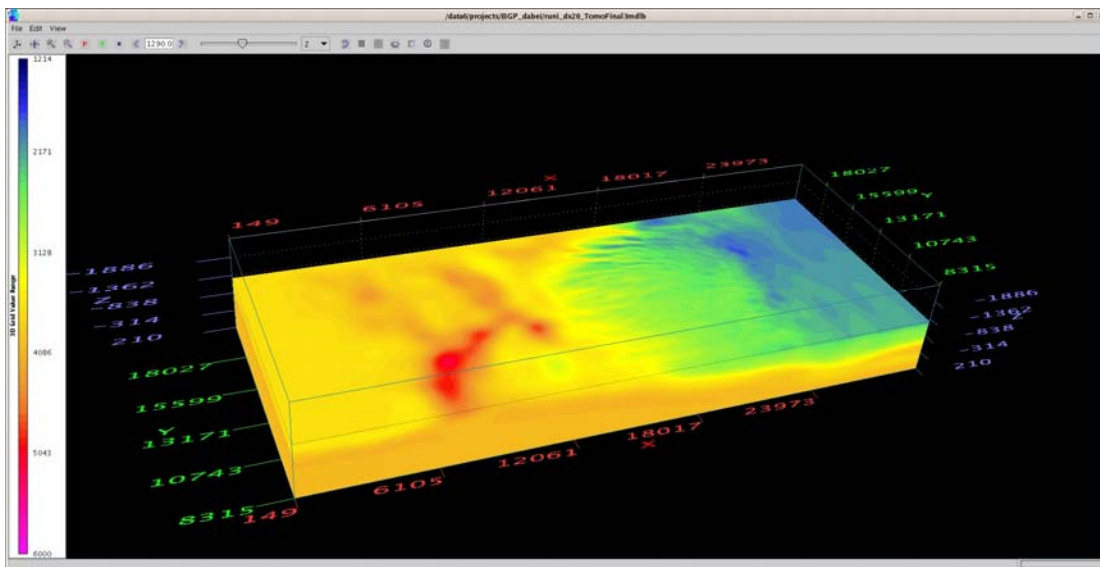 /data6/projects/BGP_dabei/run1_dx20_TomoFinal3mdlb
File Edit View
1290.0 Z
1214
2171
3128
4086
5043
6000
3D Grid Value Range
X
149 6105 12061 18017 23973
18027
15599
Y
13171
10743
8315
-1886
-1362
Z
-838
-314
210
-1886
-1362
Z
-838
-314
210
18027
15599
Y
13171
10743
8315
149 6105 12061 18017 23973
X